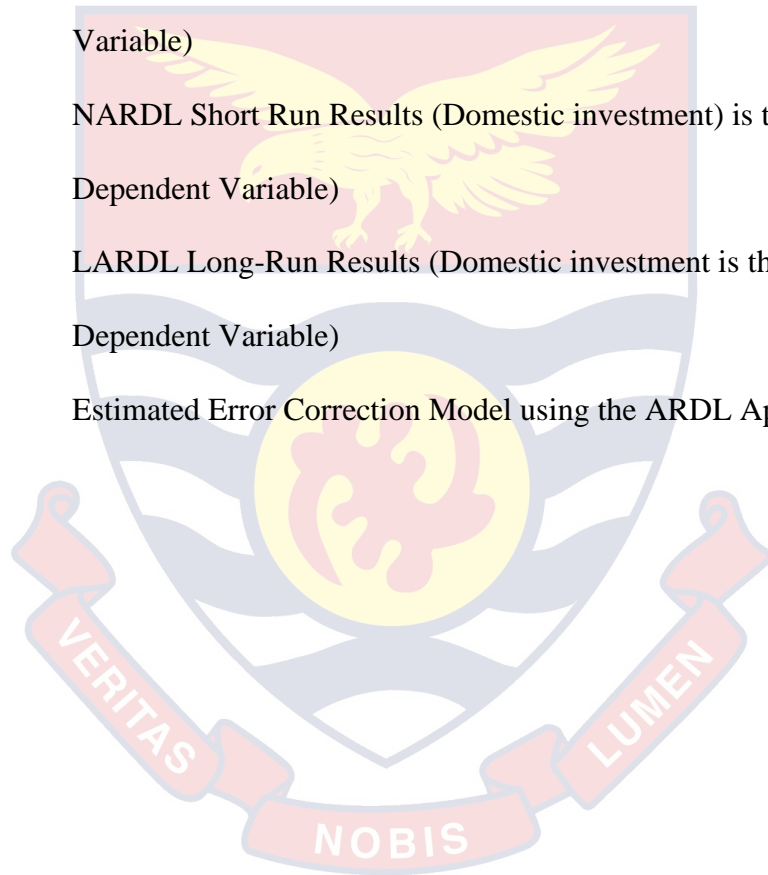 Variable)
NARDL Short Run Results (Domestic investment) is t
Dependent Variable)
LARDL Long-Run Results (Domestic investment is th
Dependent Variable)
Estimated Error Correction Model using the ARDL Ap
VERITAS
NOBIS
LUMEN